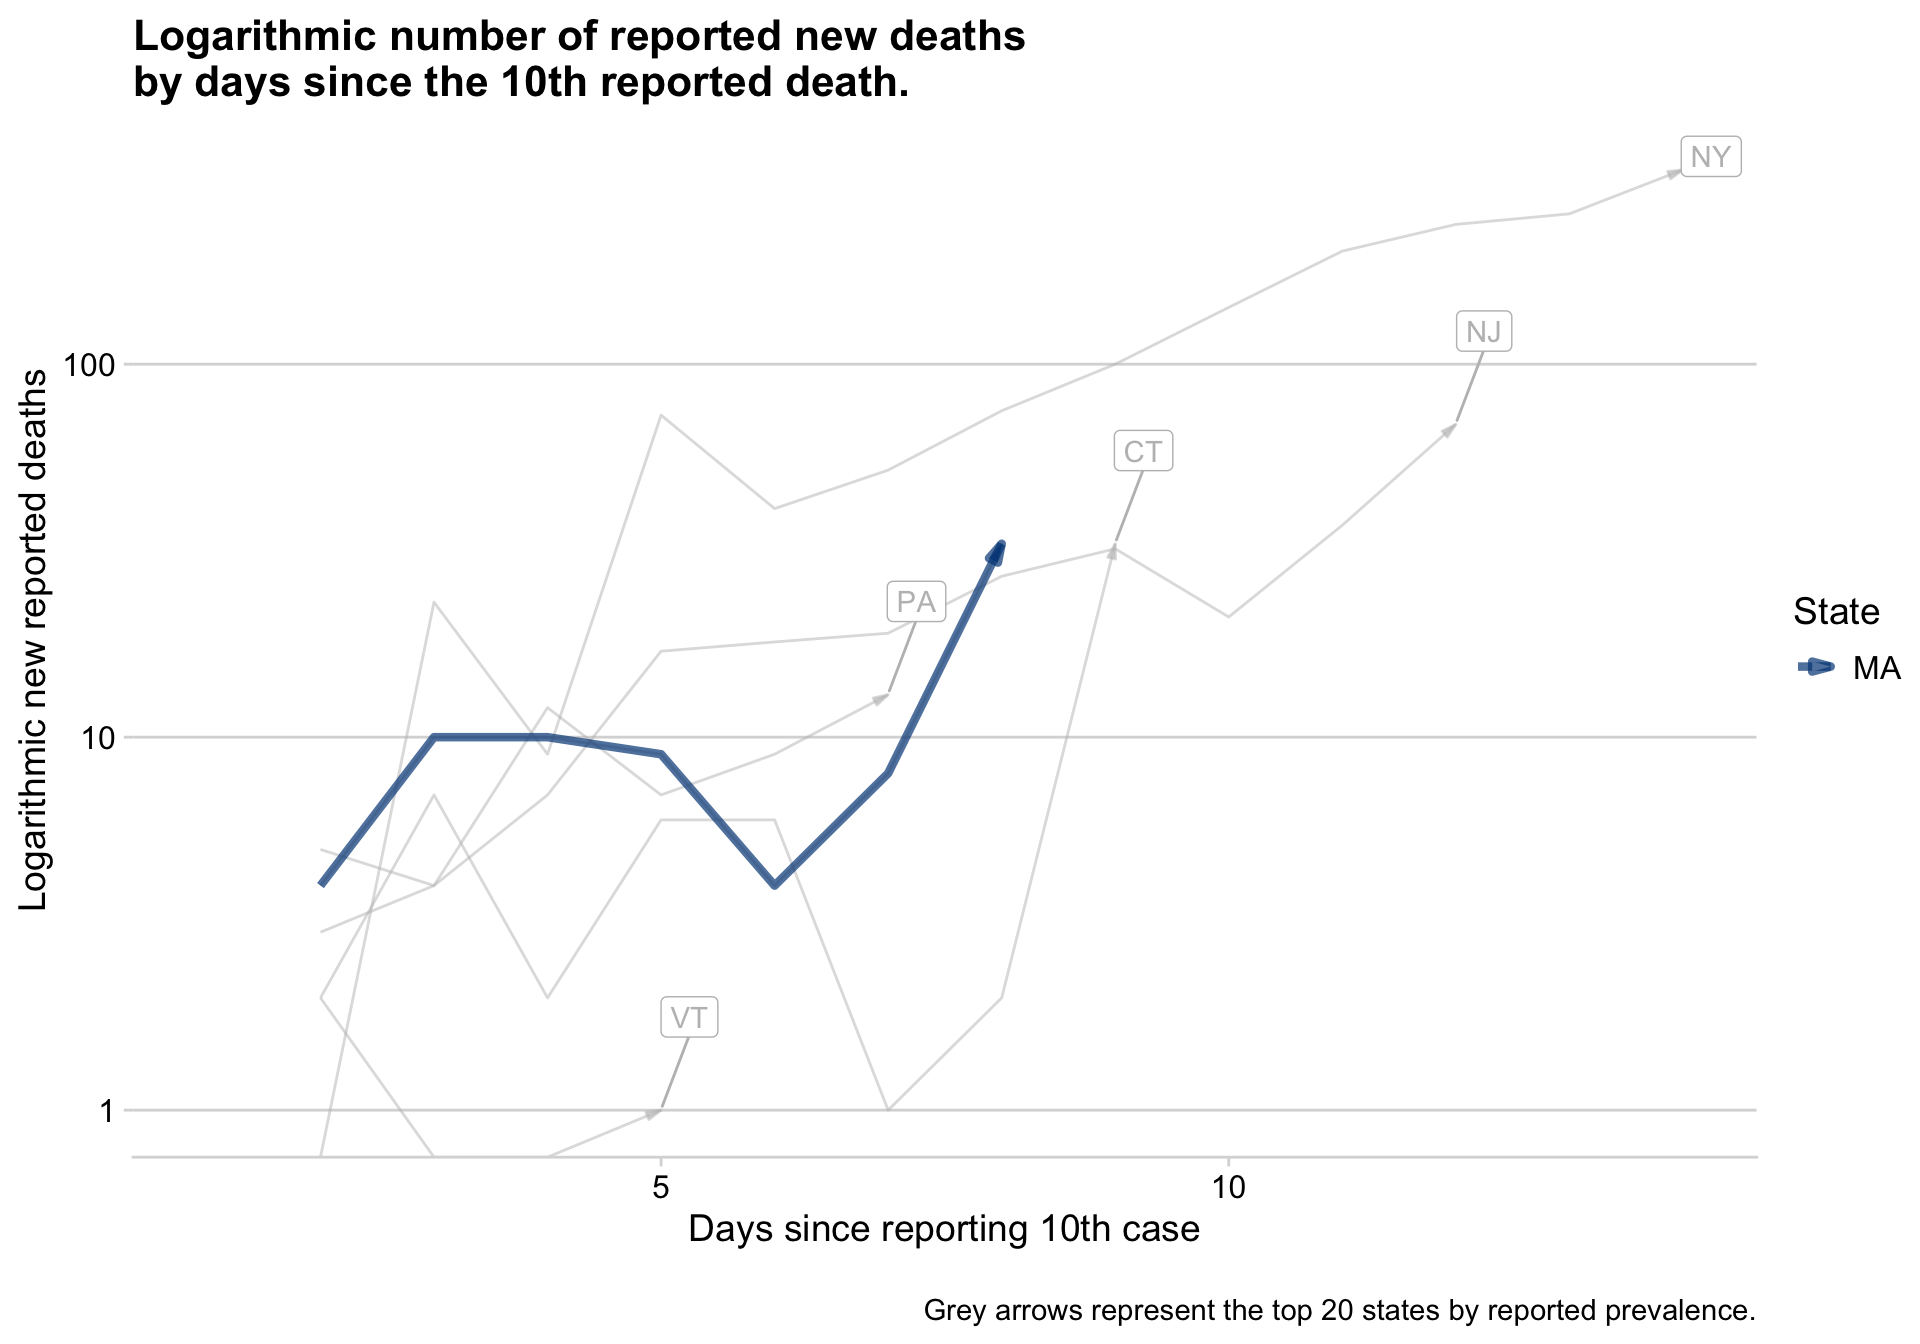 Logarithmic number of reported new deaths
by days since the 10th reported death.
NY
NJ
100
CT
PA
State
MA
10
VT
1
Logarithmic new reported deaths
5
10
Days since reporting 10th case
Grey arrows represent the top 20 states by reported prevalence.